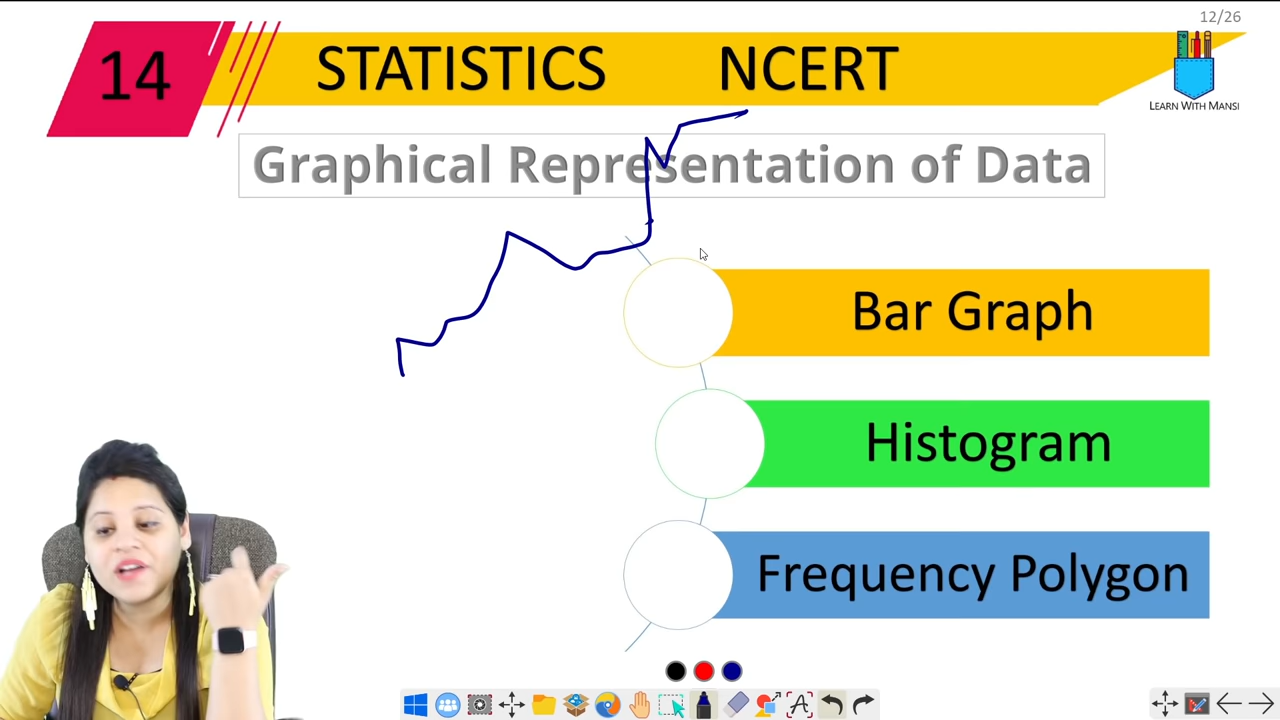 12/26
14 STATISTICS NCERT
LEARN WITH MANSI
Graphical Representation of Data
Bar Graph
Histogram
Frequency Polygon